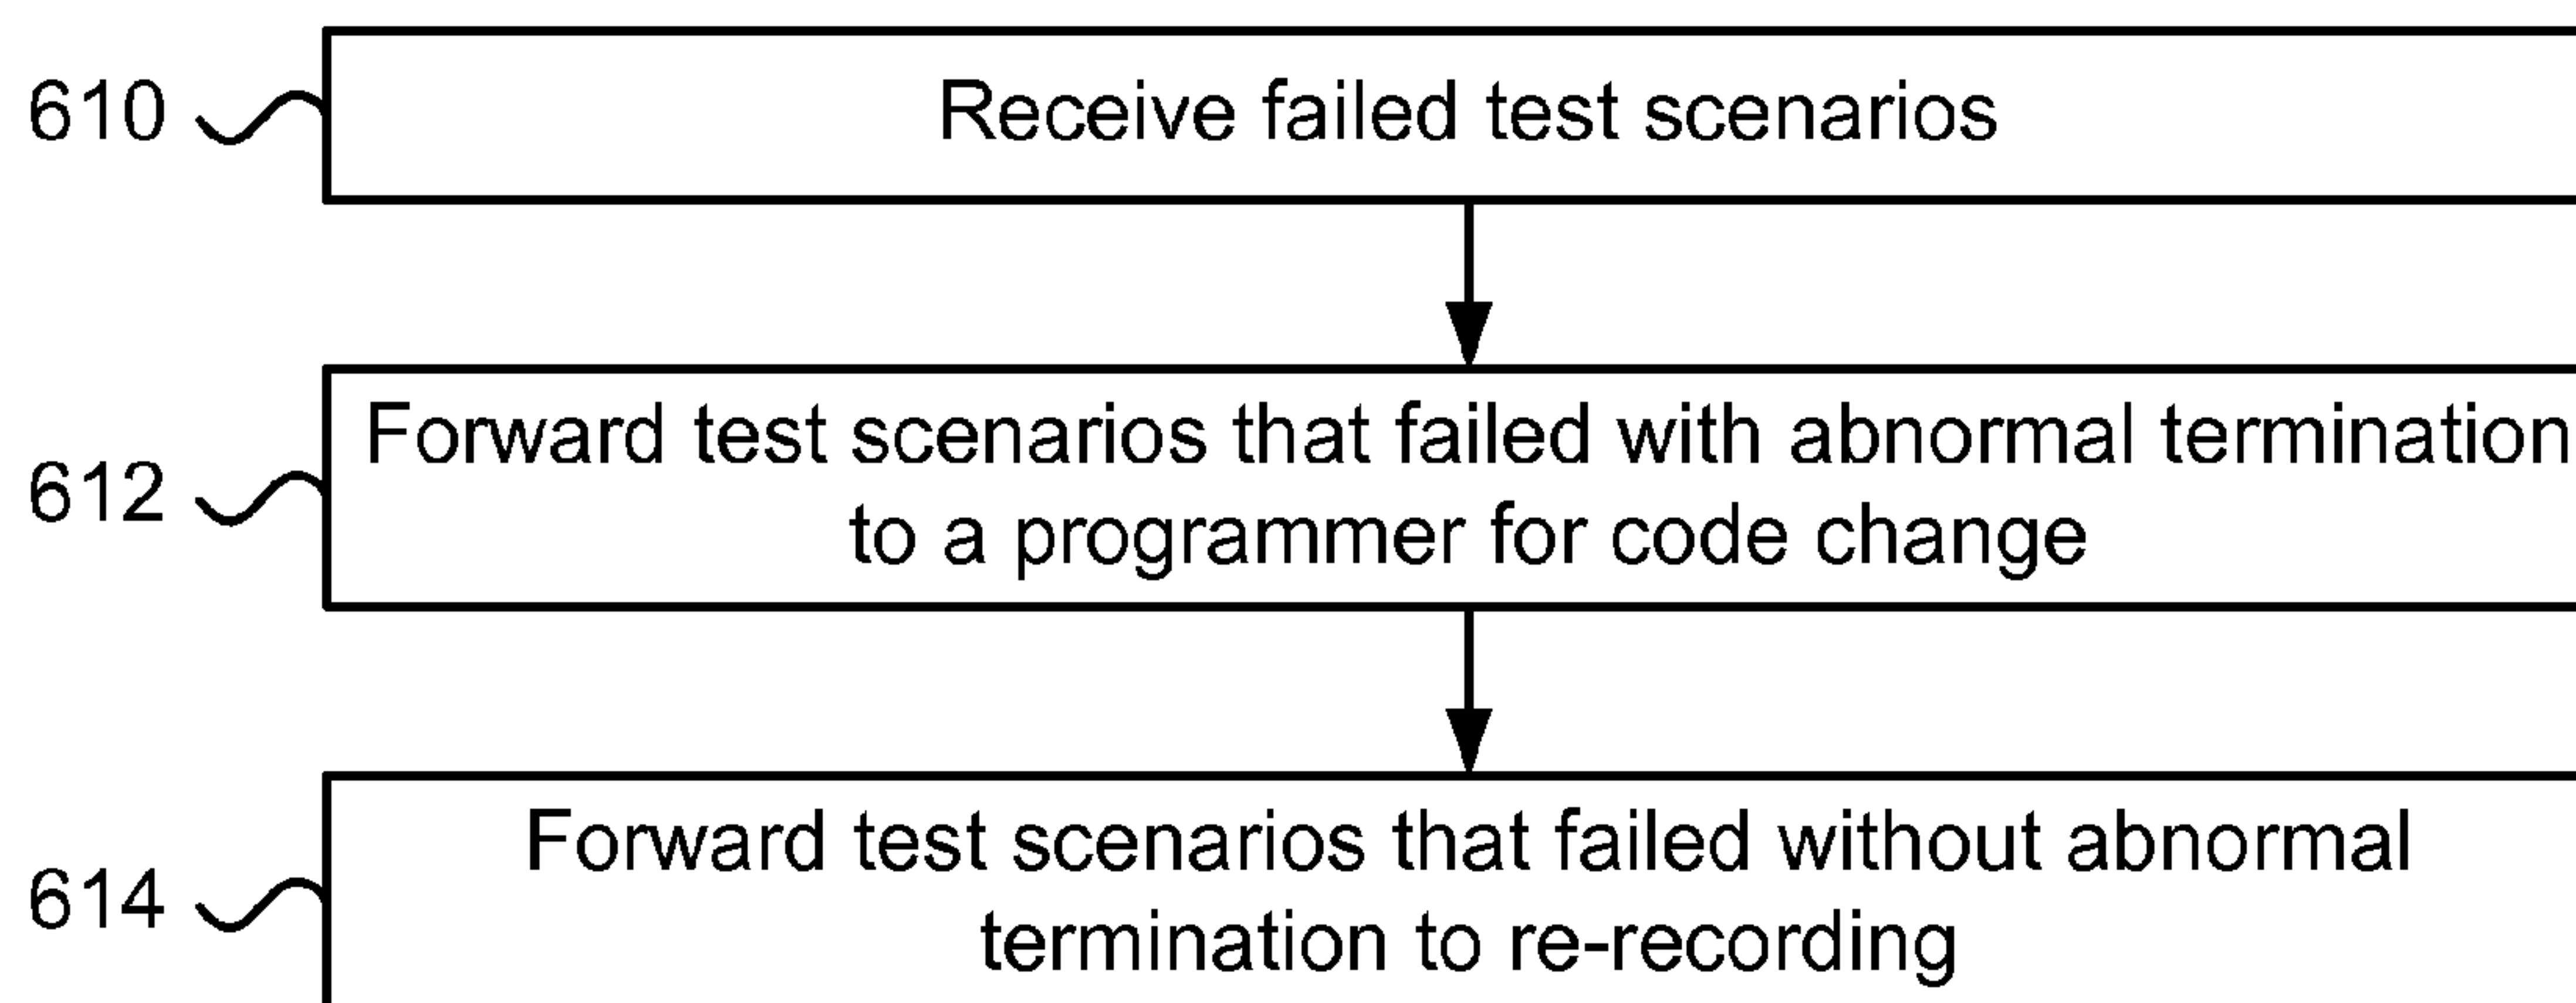 610
Receive failed test scenarios
612
Forward test scenarios that failed with abnormal termination
to a programmer for code change
614
Forward test scenarios that failed without abnormal
termination to re-recording